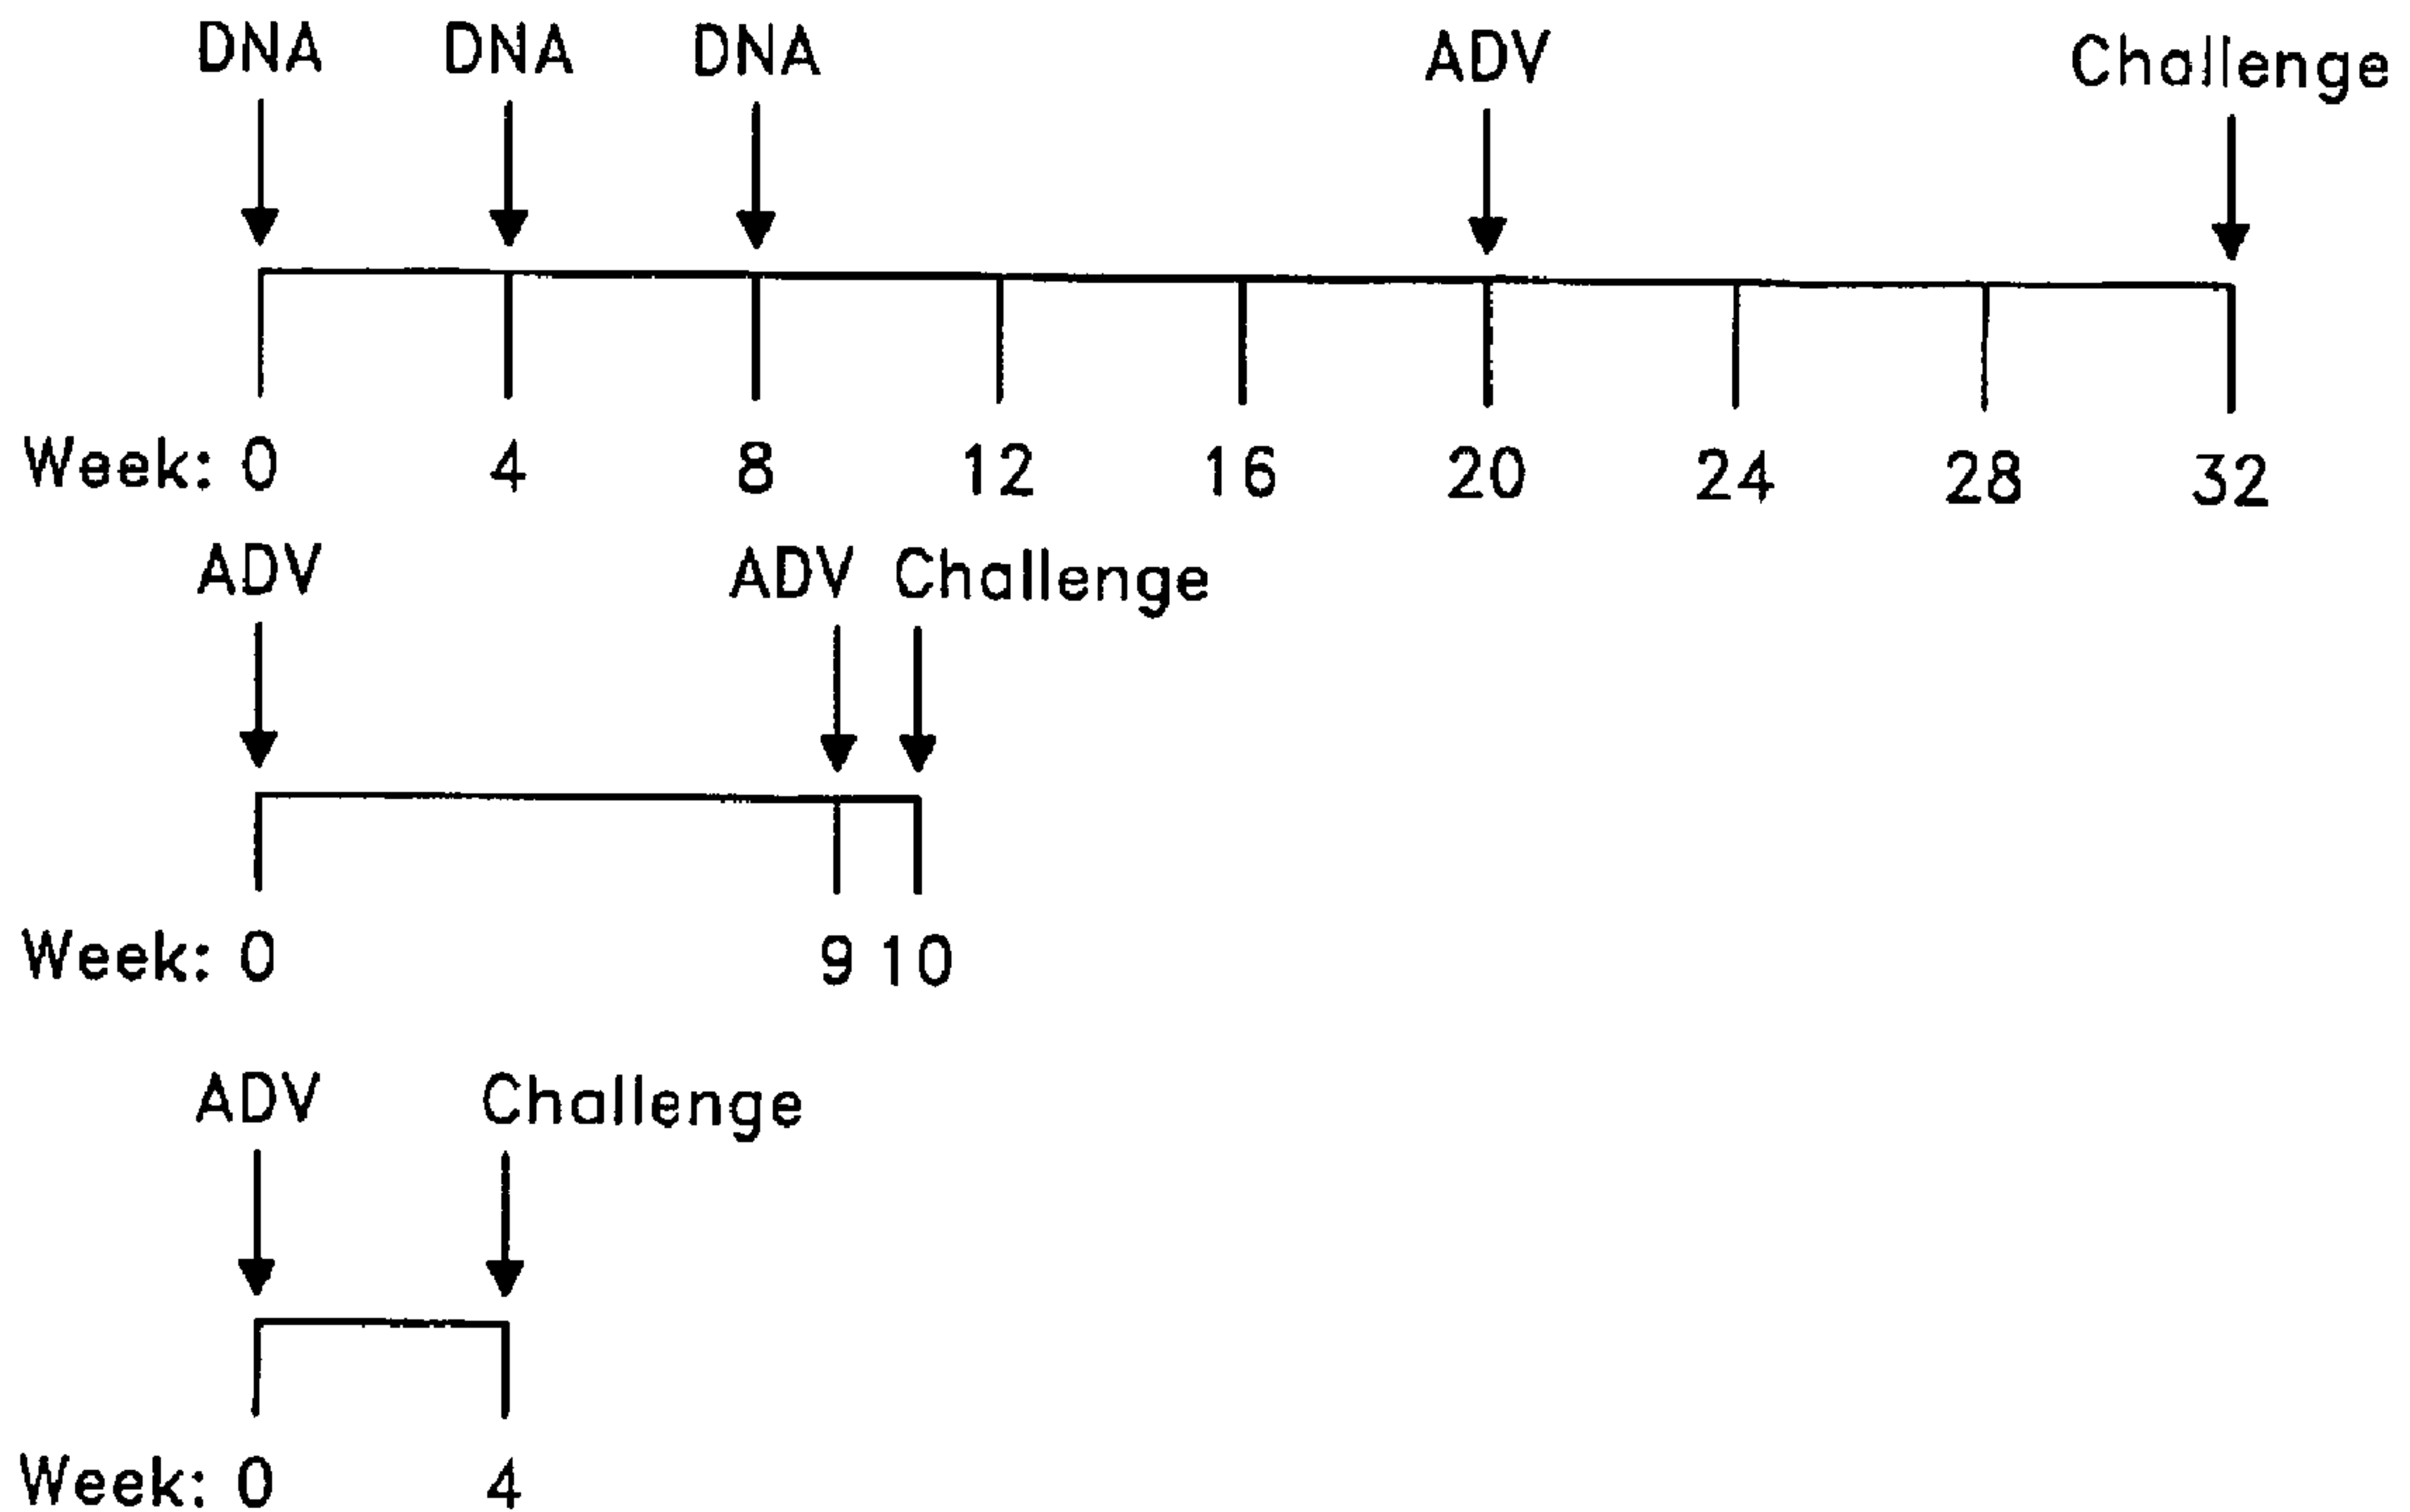 DNA DNA DNA ADV Challenge
Week: 0 4 8 12 16 20 24 28 32
ADV ADV Challenge
Week: 0 9 10
ADV Challenge
Week: 0 4